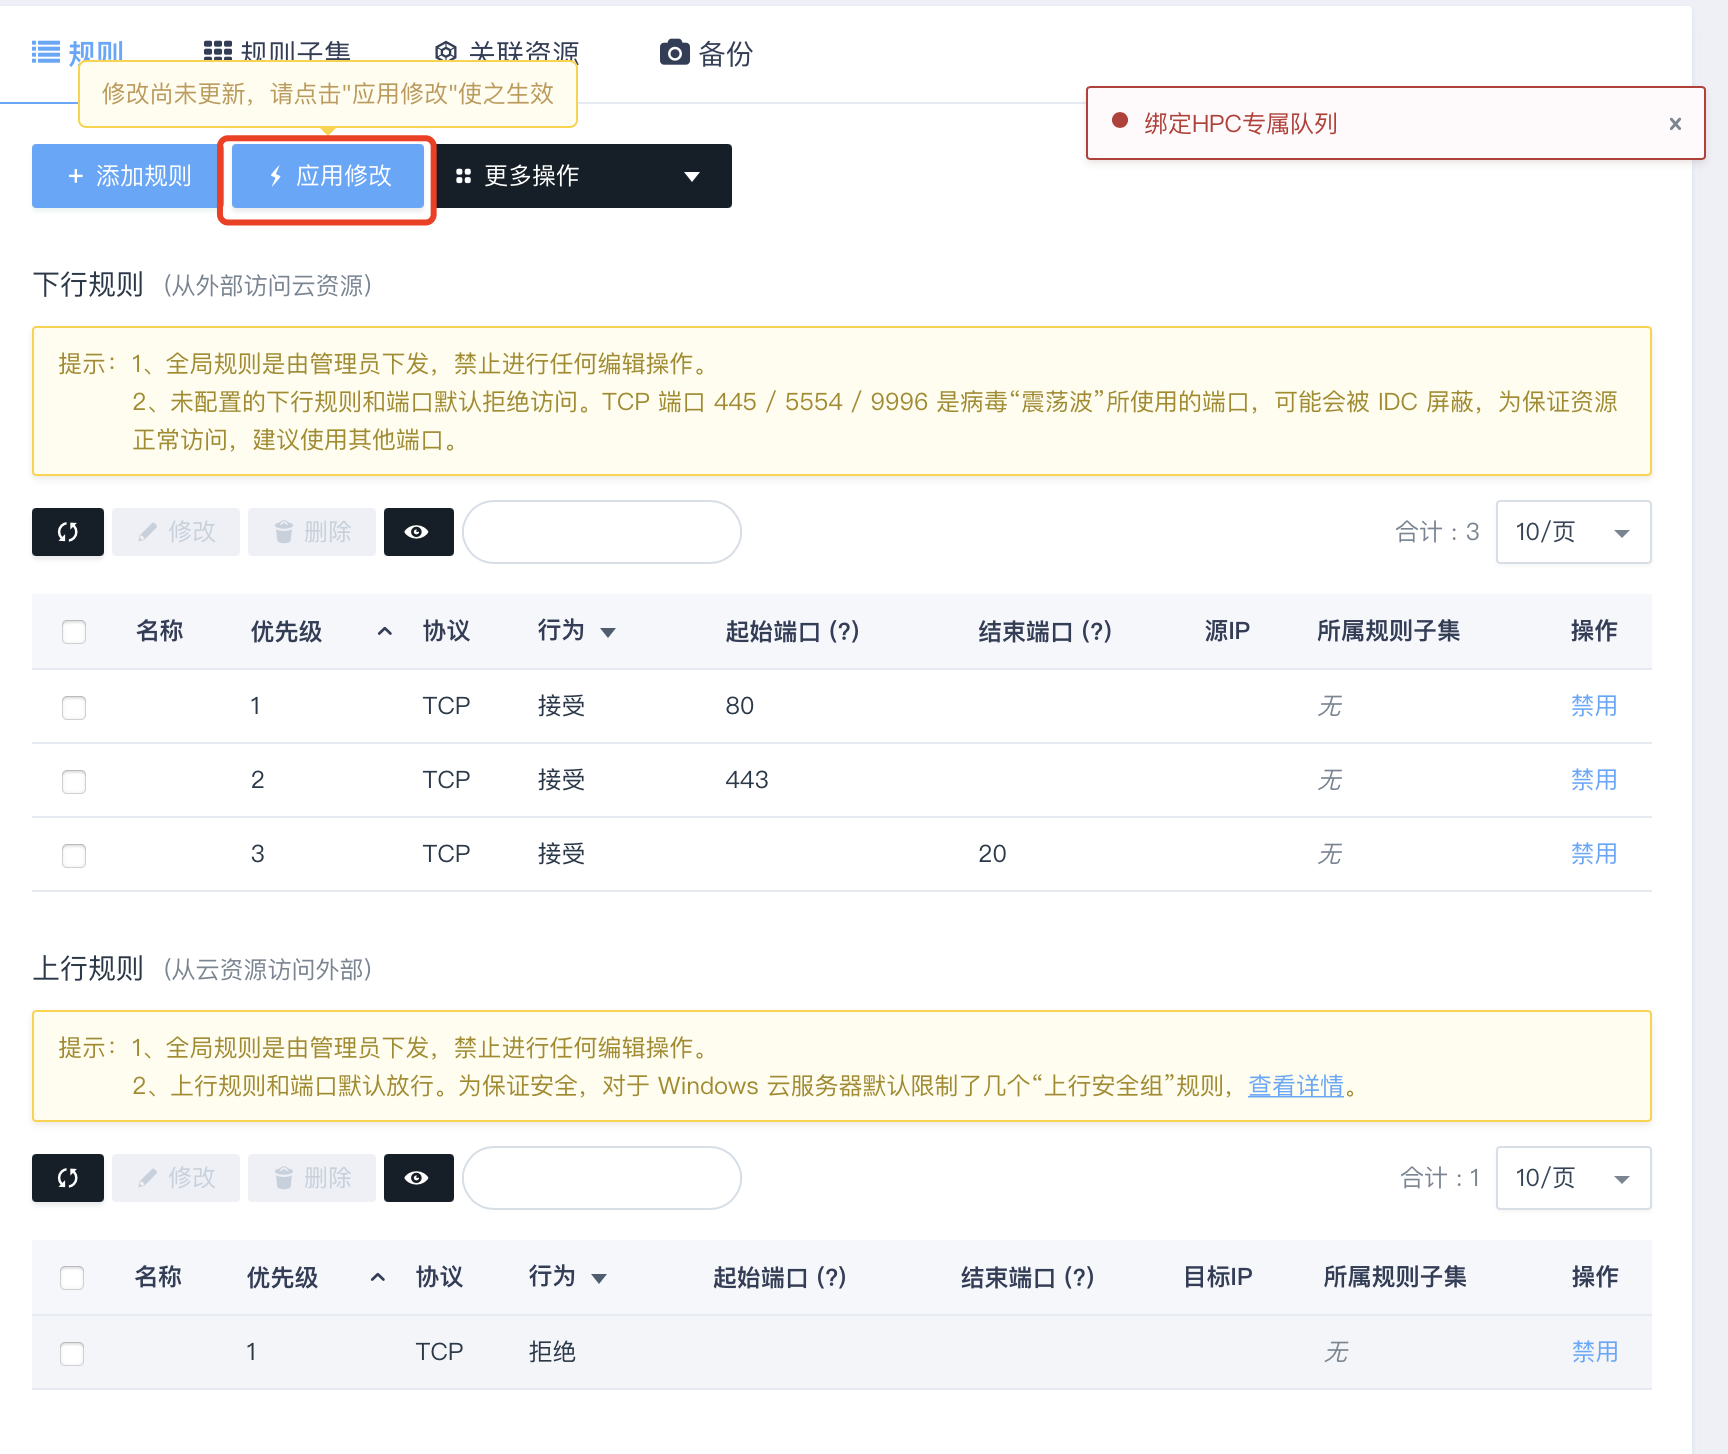 规则 规则子集 关联资源 备份
修改尚未更新，请点击"应用修改"使之生效
绑定HPC专属队列 ×
+ 添加规则 应用修改 更多操作
下行规则 (从外部访问云资源)
提示：1、全局规则是由管理员下发，禁止进行任何编辑操作。
2、未配置的下行规则和端口默认拒绝访问。TCP 端口 445 / 5554 / 9996 是病毒“震荡波”所使用的端口，可能会被 IDC 屏蔽，为保证资源
正常访问，建议使用其他端口。
修改 删除 合计 : 3 10/页
名称 优先级 协议 行为 起始端口 (?) 结束端口 (?) 源IP 所属规则子集 操作
1 TCP 接受 80 无 禁用
2 TCP 接受 443 无 禁用
3 TCP 接受 20 无 禁用
上行规则 (从云资源访问外部)
提示：1、全局规则是由管理员下发，禁止进行任何编辑操作。
2、上行规则和端口默认放行。为保证安全，对于 Windows 云服务器默认限制了几个“上行安全组”规则，查看详情。
修改 删除 合计 : 1 10/页
名称 优先级 协议 行为 起始端口 (?) 结束端口 (?) 目标IP 所属规则子集 操作
1 TCP 拒绝 无 禁用